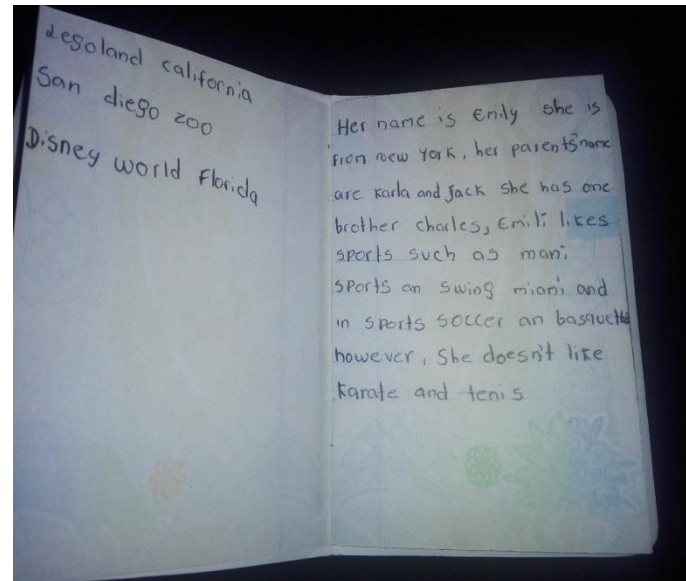 Legoland california
San diego zoo
Disney world Florida
Her name is Emily she is
from new York, her parents name
are Karla and Jack she has one
brother charles, Emili likes
sports such as mani
sports an swing miani and
in sports soccer an
however, she doesn't like
Karate and tenis